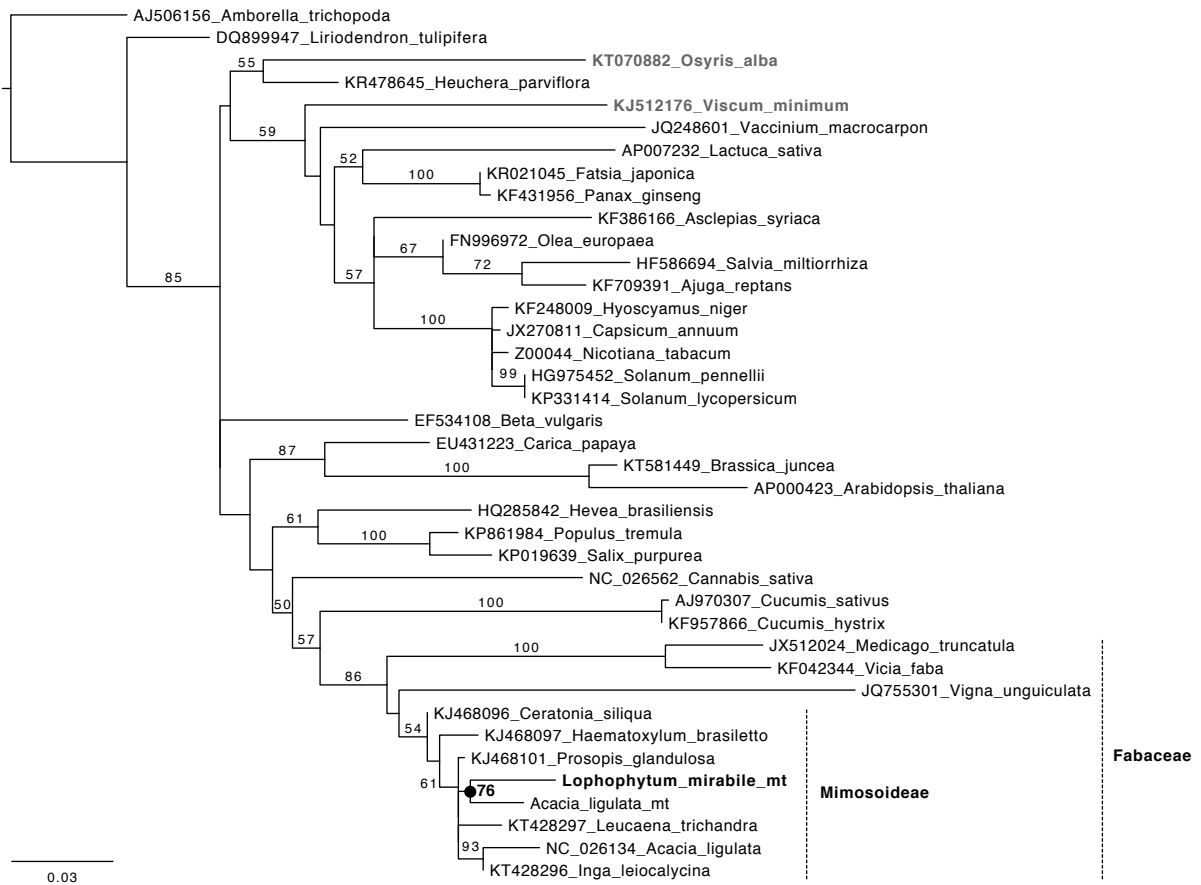 AJ506156_Amborella_trichopoda
DQ899947_Liriodendron_tulipifera
55
KT070882_Osyris_alba
KR478645_Heuchera_parviflora
KJ512176_Viscum_minimum
59
JQ248601_Vaccinium_macrocarpon
AP007232_Lactuca_sativa
52
KR021045_Fatsia_japonica
100
KF431956_Panax_ginseng
KF386166_Asclepias_syriaca
FN996972_Olea_europaea
67
HF586694_Salvia_miltiorrhiza
72
57
KF709391_Ajuga_reptans
85
KF248009_Hyoscyamus_niger
100
JX270811_Capsicum_annuum
Z00044_Nicotiana_tabacum
99
HG975452_Solanum_pennellii
KP331414_Solanum_lycopersicum
EF534108_Beta_vulgaris
EU431223_Carica_papaya
87
KT581449_Brassica_juncea
100
AP000423_Arabidopsis_thaliana
HQ285842_Hevea_brasiliensis
61
KP861984_Populus_tremula
100
KP019639_Salix_purpurea
NC_026562_Cannabis_sativa
50
AJ970307_Cucumis_sativus
100
KF957866_Cucumis_hystrix
57
JX512024_Medicago_truncatula
100
KF042344_Vicia_faba
86
JQ755301_Vigna_unguiculata
KJ468096_Ceratonia_siliqua
54
KJ468097_Haematoxylum_brasiletto
KJ468101_Prosopis_glandulosa
Fabaceae
61
Lophophytum_mirabile_mt
76
Mimosoideae
Acacia_ligulata_mt
KT428297_Leucaena_trichandra
93
NC_026134_Acacia_ligulata
KT428296_Inga_leiocalycina
0.03